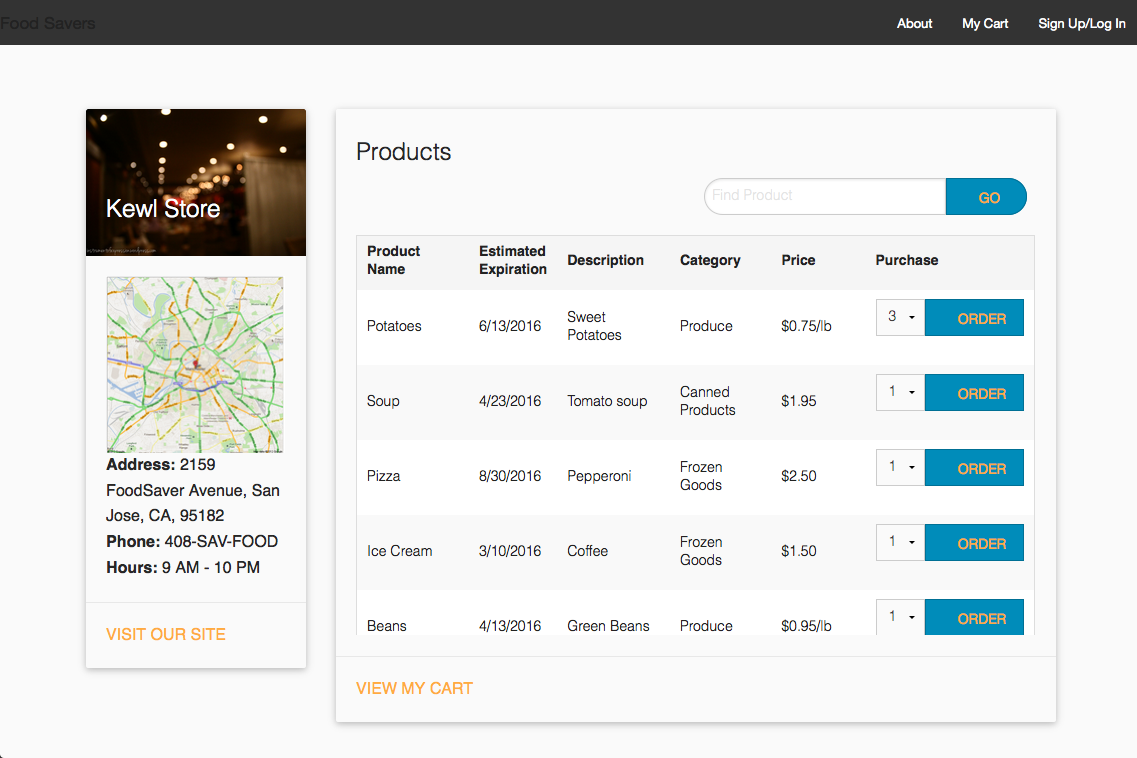 Food Savers
About
My Cart
Sign Up/Log In
Kewl Store
Address: 2159
FoodSaver Avenue, San
Jose, CA, 95182
Phone: 408-SAV-FOOD
Hours: 9 AM - 10 PM
VISIT OUR SITE
Products
Find Product
GO
Product Name
Estimated Expiration
Description
Category
Price
Purchase
Potatoes
6/13/2016
Sweet
Potatoes
Produce
$0.75/lb
3
ORDER
Soup
4/23/2016
Tomato soup
Canned
Products
$1.95
1
ORDER
Pizza
8/30/2016
Pepperoni
Frozen
Goods
$2.50
1
ORDER
Ice Cream
3/10/2016
Coffee
Frozen
Goods
$1.50
1
ORDER
Beans
4/13/2016
Green Beans
Produce
$0.95/lb
1
ORDER
VIEW MY CART